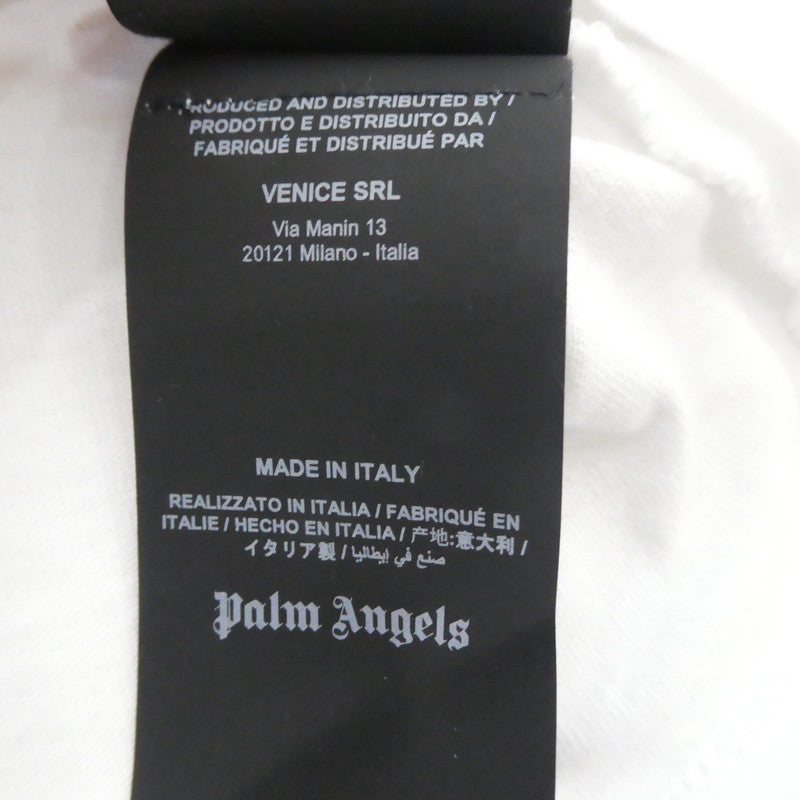 PRODUCED AND DISTRIBUTED BY /
PRODOTTO E DISTRIBUITO DA /
FABRIQUÉ ET DISTRIBUÉ PAR
VENICE SRL
Via Manin 13
20121 Milano - Italia
MADE IN ITALY
REALIZZATO IN ITALIA / FABRIQUÉ EN
ITALIE / HECHO EN ITALIA / 产地:意大利 /
イタリア製 / صنع في إيطاليا
Palm Angels